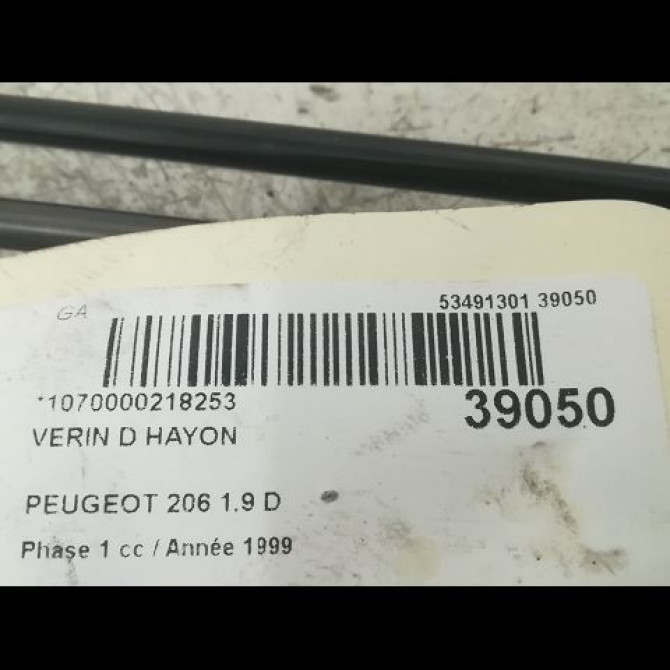 GA
53491301 39050
*1070000218253
39050
VERIN D HAYON
PEUGEOT 206 1.9 D
Phase 1 cc / Année 1999